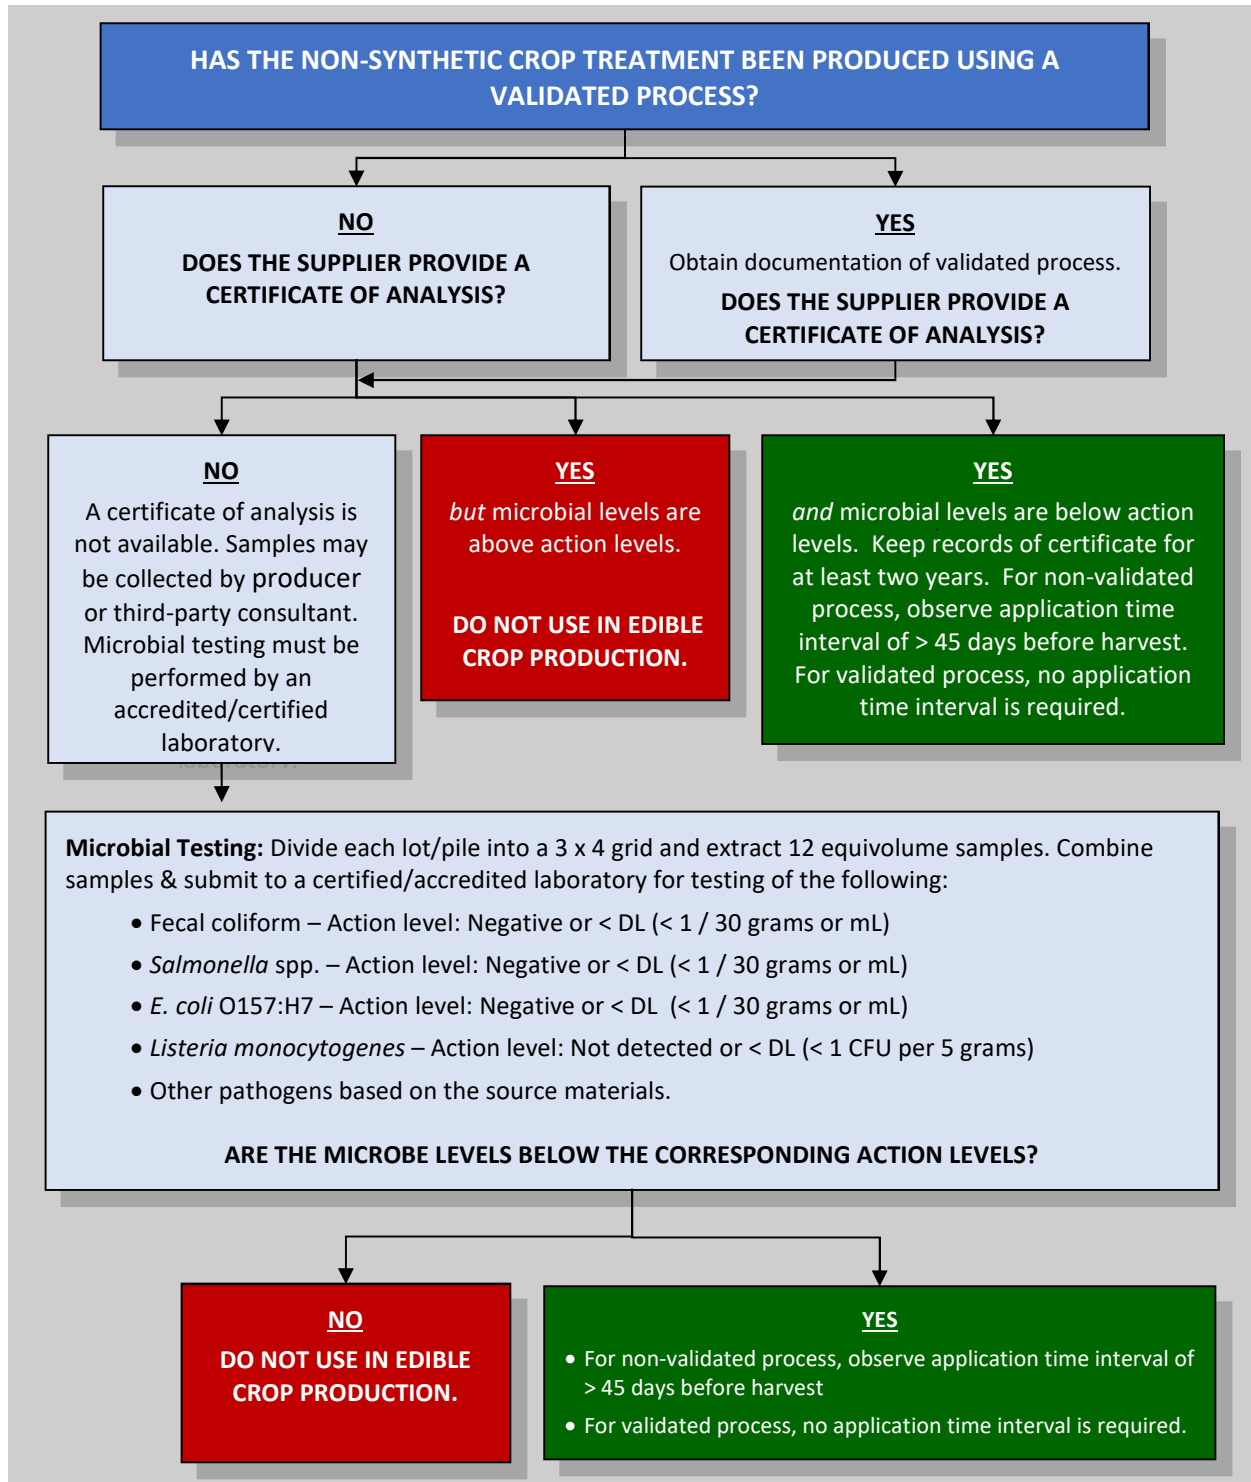 HAS THE NON-SYNTHETIC CROP TREATMENT BEEN PRODUCED USING A
VALIDATED PROCESS?
NO
DOES THE SUPPLIER PROVIDE A
CERTIFICATE OF ANALYSIS?
YES
Obtain documentation of validated process.
DOES THE SUPPLIER PROVIDE A
CERTIFICATE OF ANALYSIS?
NO
A certificate of analysis is
not available. Samples may
be collected by producer
or third-party consultant.
Microbial testing must be
performed by an
accredited/certified
laboratory.
YES
but microbial levels are
above action levels.
DO NOT USE IN EDIBLE
CROP PRODUCTION.
YES
and microbial levels are below action
levels. Keep records of certificate for
at least two years. For non-validated
process, observe application time
interval of > 45 days before harvest.
For validated process, no application
time interval is required.
Microbial Testing: Divide each lot/pile into a 3 x 4 grid and extract 12 equivolume samples. Combine
samples & submit to a certified/accredited laboratory for testing of the following:
• Fecal coliform – Action level: Negative or < DL (< 1 / 30 grams or mL)
• Salmonella spp. – Action level: Negative or < DL (< 1 / 30 grams or mL)
• E. coli O157:H7 – Action level: Negative or < DL (< 1 / 30 grams or mL)
• Listeria monocytogenes – Action level: Not detected or < DL (< 1 CFU per 5 grams)
• Other pathogens based on the source materials.
ARE THE MICROBE LEVELS BELOW THE CORRESPONDING ACTION LEVELS?
NO
DO NOT USE IN EDIBLE
CROP PRODUCTION.
YES
• For non-validated process, observe application time interval of
> 45 days before harvest
• For validated process, no application time interval is required.